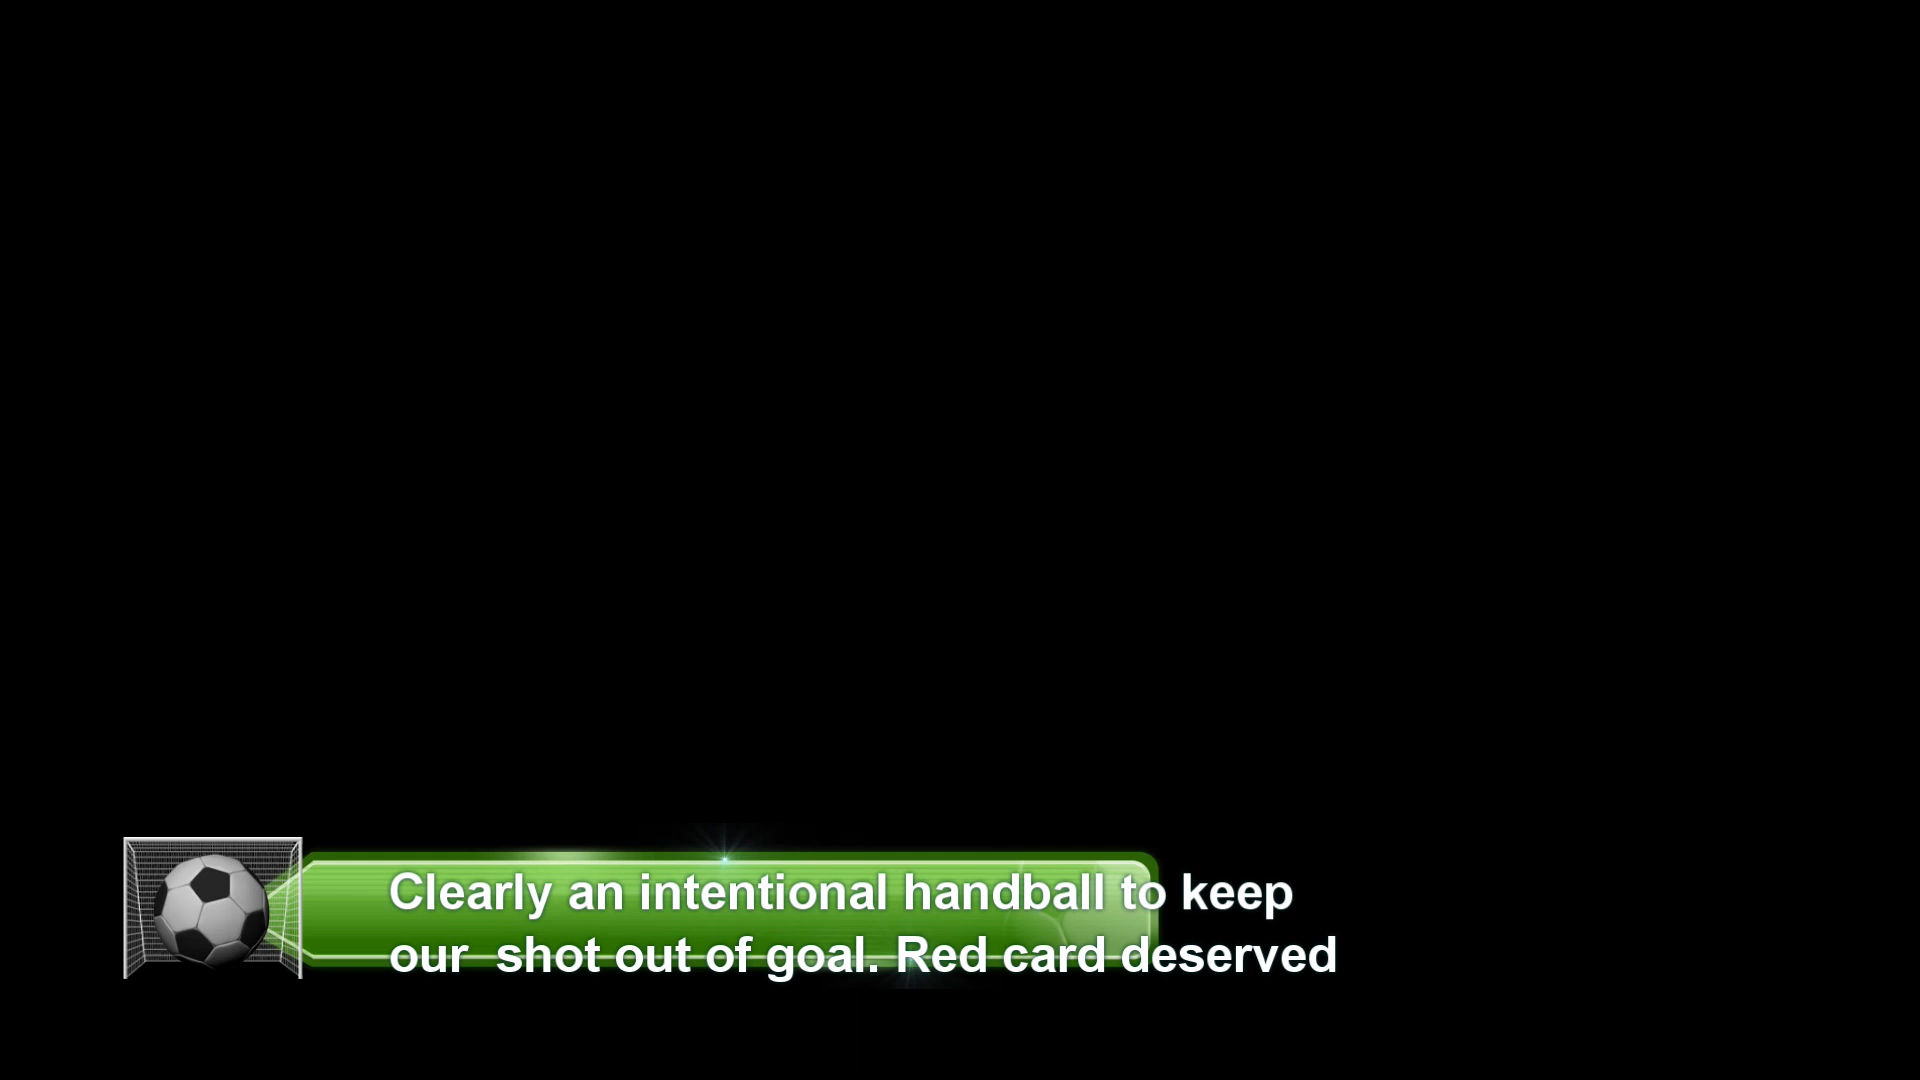 Clearly an intentional handball to keep
our  shot out of goal. Red card deserved